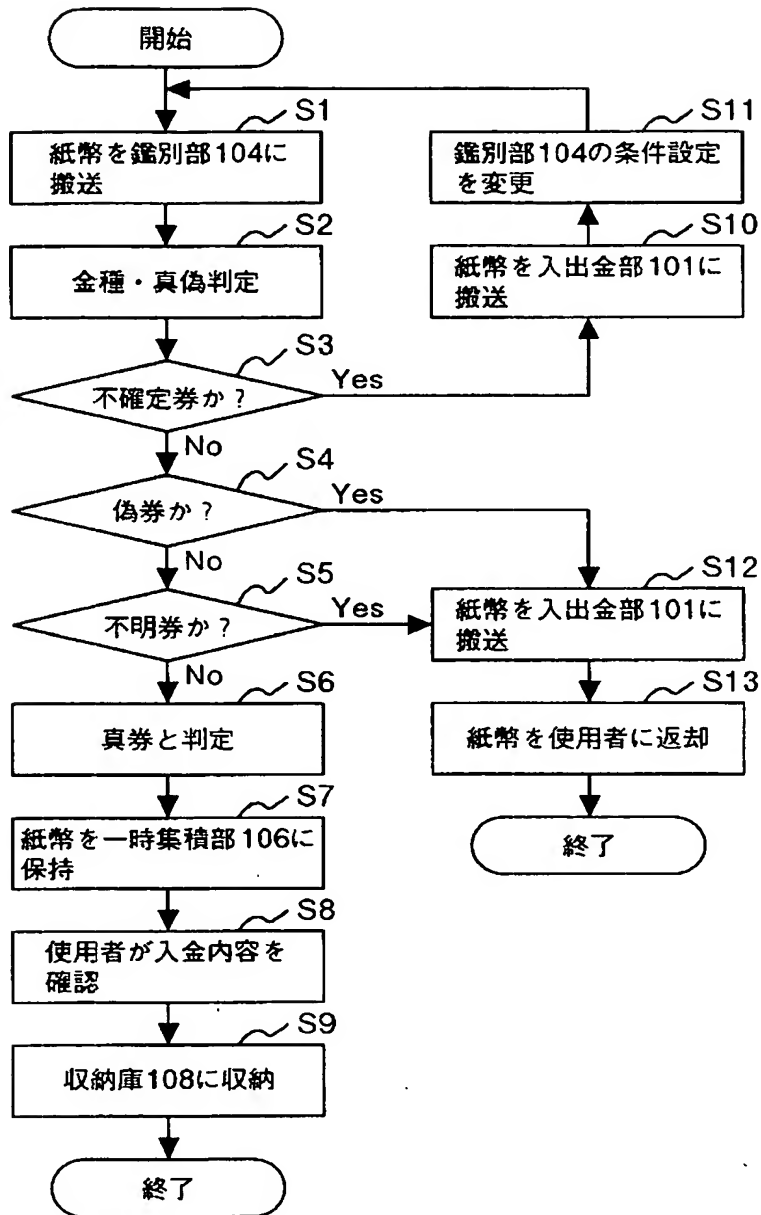 開始
S1
紙幣を鑑別部104に
搬送
S2
金種・真偽判定
S3
不確定券か?
Yes
No
S4
偽券か?
Yes
No
S5
不明券か?
Yes
No
S6
真券と判定
S7
紙幣を一時集積部106に
保持
S8
使用者が入金内容を
確認
S9
収納庫108に収納
終了
S11
鑑別部104の条件設定
を変更
S10
紙幣を入出金部101に
搬送
S12
紙幣を入出金部101に
搬送
S13
紙幣を使用者に返却
終了